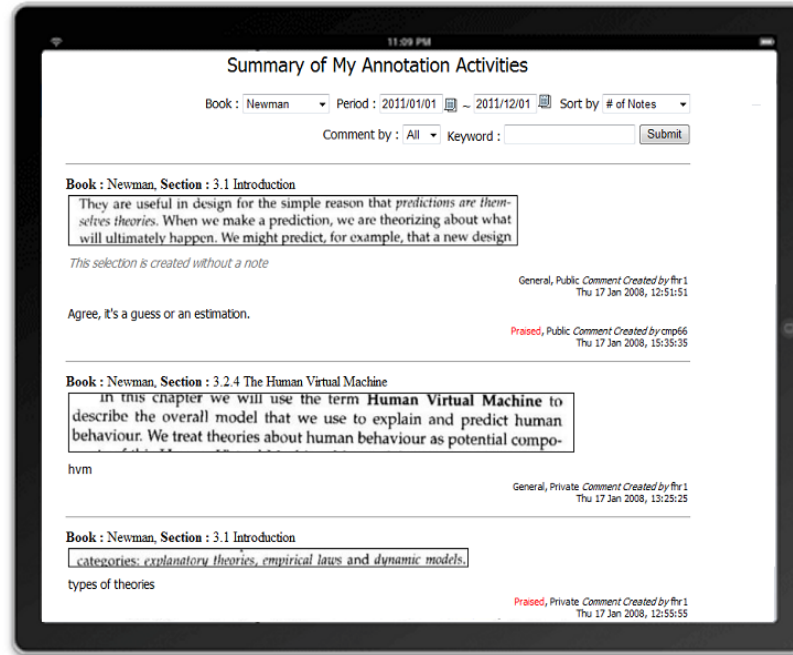 11:09 PM
Summary of My Annotation Activities
Book : Newman Period : 2011/01/01 ~ 2011/12/01 Sort by # of Notes
Comment by : All Keyword : Submit
Book : Newman, Section : 3.1 Introduction
They are useful in design for the simple reason that predictions are them-
selves theories. When we make a prediction, we are theorizing about what
will ultimately happen. We might predict, for example, that a new design
This selection is created without a note
General, Public Comment Created by fhr1
Thu 17 Jan 2008, 12:51:51
Agree, it's a guess or an estimation.
Praised, Public Comment Created by cmp66
Thu 17 Jan 2008, 15:35:35
Book : Newman, Section : 3.2.4 The Human Virtual Machine
In this chapter we will use the term Human Virtual Machine to
describe the overall model that we use to explain and predict human
behaviour. We treat theories about human behaviour as potential compo-
hvm
General, Private Comment Created by fhr1
Thu 17 Jan 2008, 13:25:25
Book : Newman, Section : 3.1 Introduction
categories: explanatory theories, empirical laws and dynamic models.
types of theories
Praised, Private Comment Created by fhr1
Thu 17 Jan 2008, 12:55:55